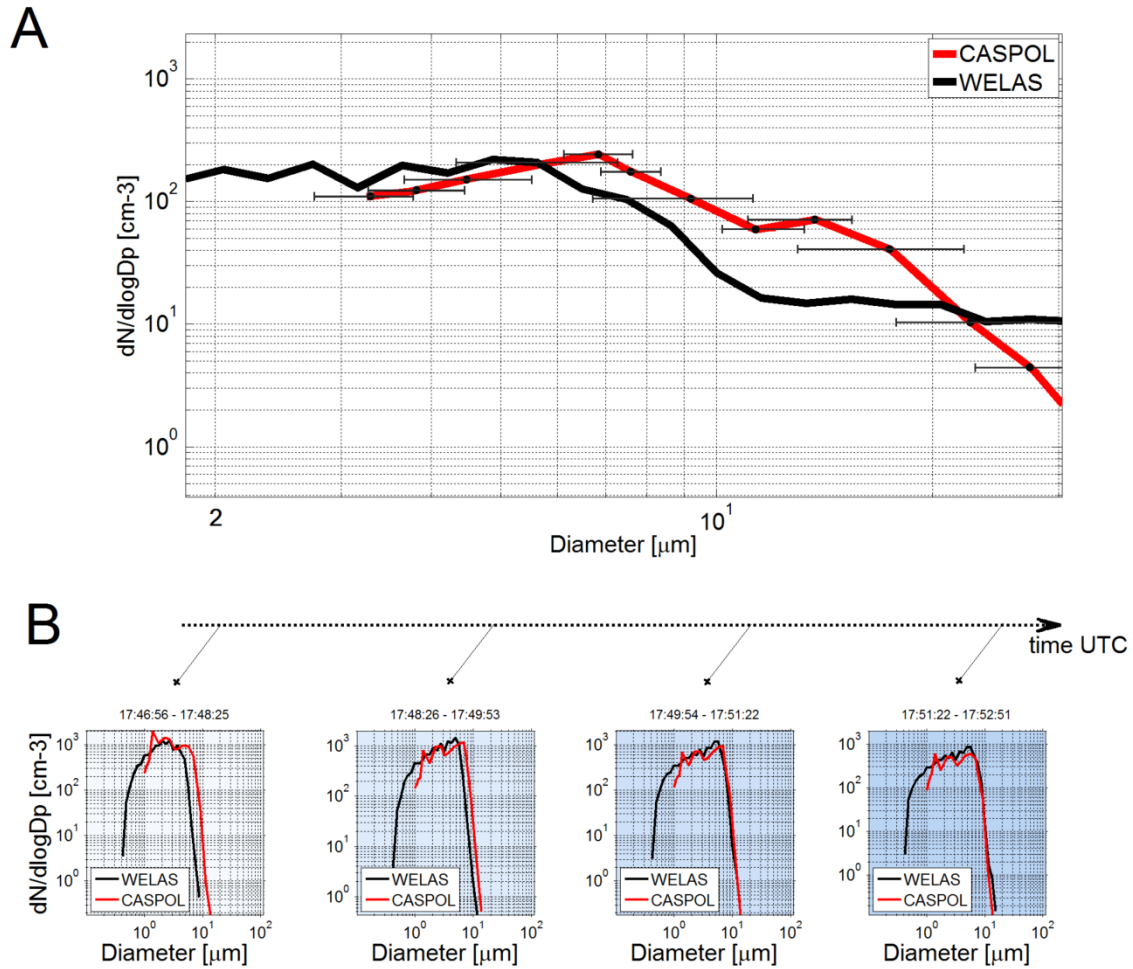 A
CASPOL
WELAS
dN/dlogDp [cm-3]
10³
10²
10¹
10⁰
2
10¹
Diameter [μm]
B
time UTC
17:46:56 - 17:48:25
17:48:26 - 17:49:53
17:49:54 - 17:51:22
17:51:22 - 17:52:51
dN/dlogDp [cm-3]
10³
10²
10¹
10⁰
WELAS
CASPOL
10⁰ 10¹ 10²
Diameter [μm]
10³
10²
10¹
10⁰
WELAS
CASPOL
10⁰ 10¹ 10²
Diameter [μm]
10³
10²
10¹
10⁰
WELAS
CASPOL
10⁰ 10¹ 10²
Diameter [μm]
10³
10²
10¹
10⁰
WELAS
CASPOL
10⁰ 10¹ 10²
Diameter [μm]